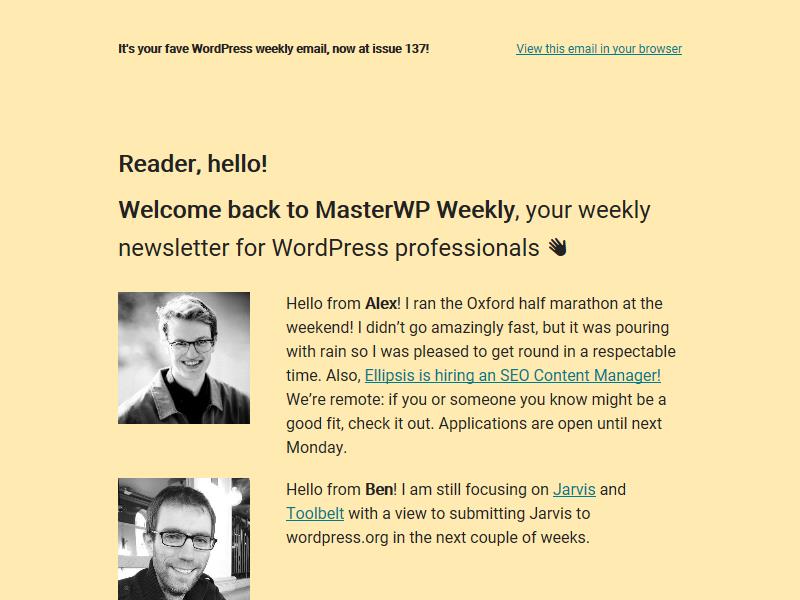 It's your fave WordPress weekly email, now at issue 137!
View this email in your browser
Reader, hello!
Welcome back to MasterWP Weekly, your weekly
newsletter for WordPress professionals 👋
Hello from Alex! I ran the Oxford half marathon at the
weekend! I didn’t go amazingly fast, but it was pouring
with rain so I was pleased to get round in a respectable
time. Also, Ellipsis is hiring an SEO Content Manager!
We’re remote: if you or someone you know might be a
good fit, check it out. Applications are open until next
Monday.
Hello from Ben! I am still focusing on Jarvis and
Toolbelt with a view to submitting Jarvis to
wordpress.org in the next couple of weeks.